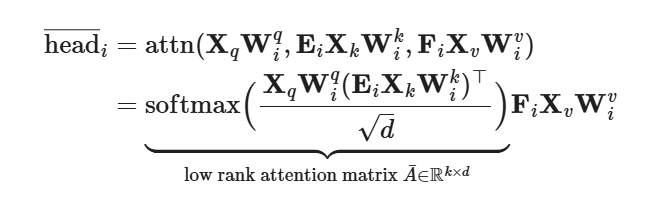 $\overline{\text{head}}_i = \text{attn}(\mathbf{X}_q\mathbf{W}_i^q, \mathbf{E}_i\mathbf{X}_k\mathbf{W}_i^k, \mathbf{F}_i\mathbf{X}_v\mathbf{W}_i^v)$
$= \text{softmax}\left(\frac{\mathbf{X}_q\mathbf{W}_i^q(\mathbf{E}_i\mathbf{X}_k\mathbf{W}_i^k)^\top}{\sqrt{d}}\right)\mathbf{F}_i\mathbf{X}_v\mathbf{W}_i^v$
low rank attention matrix $\bar{A} \in \mathbb{R}^{k \times d}$